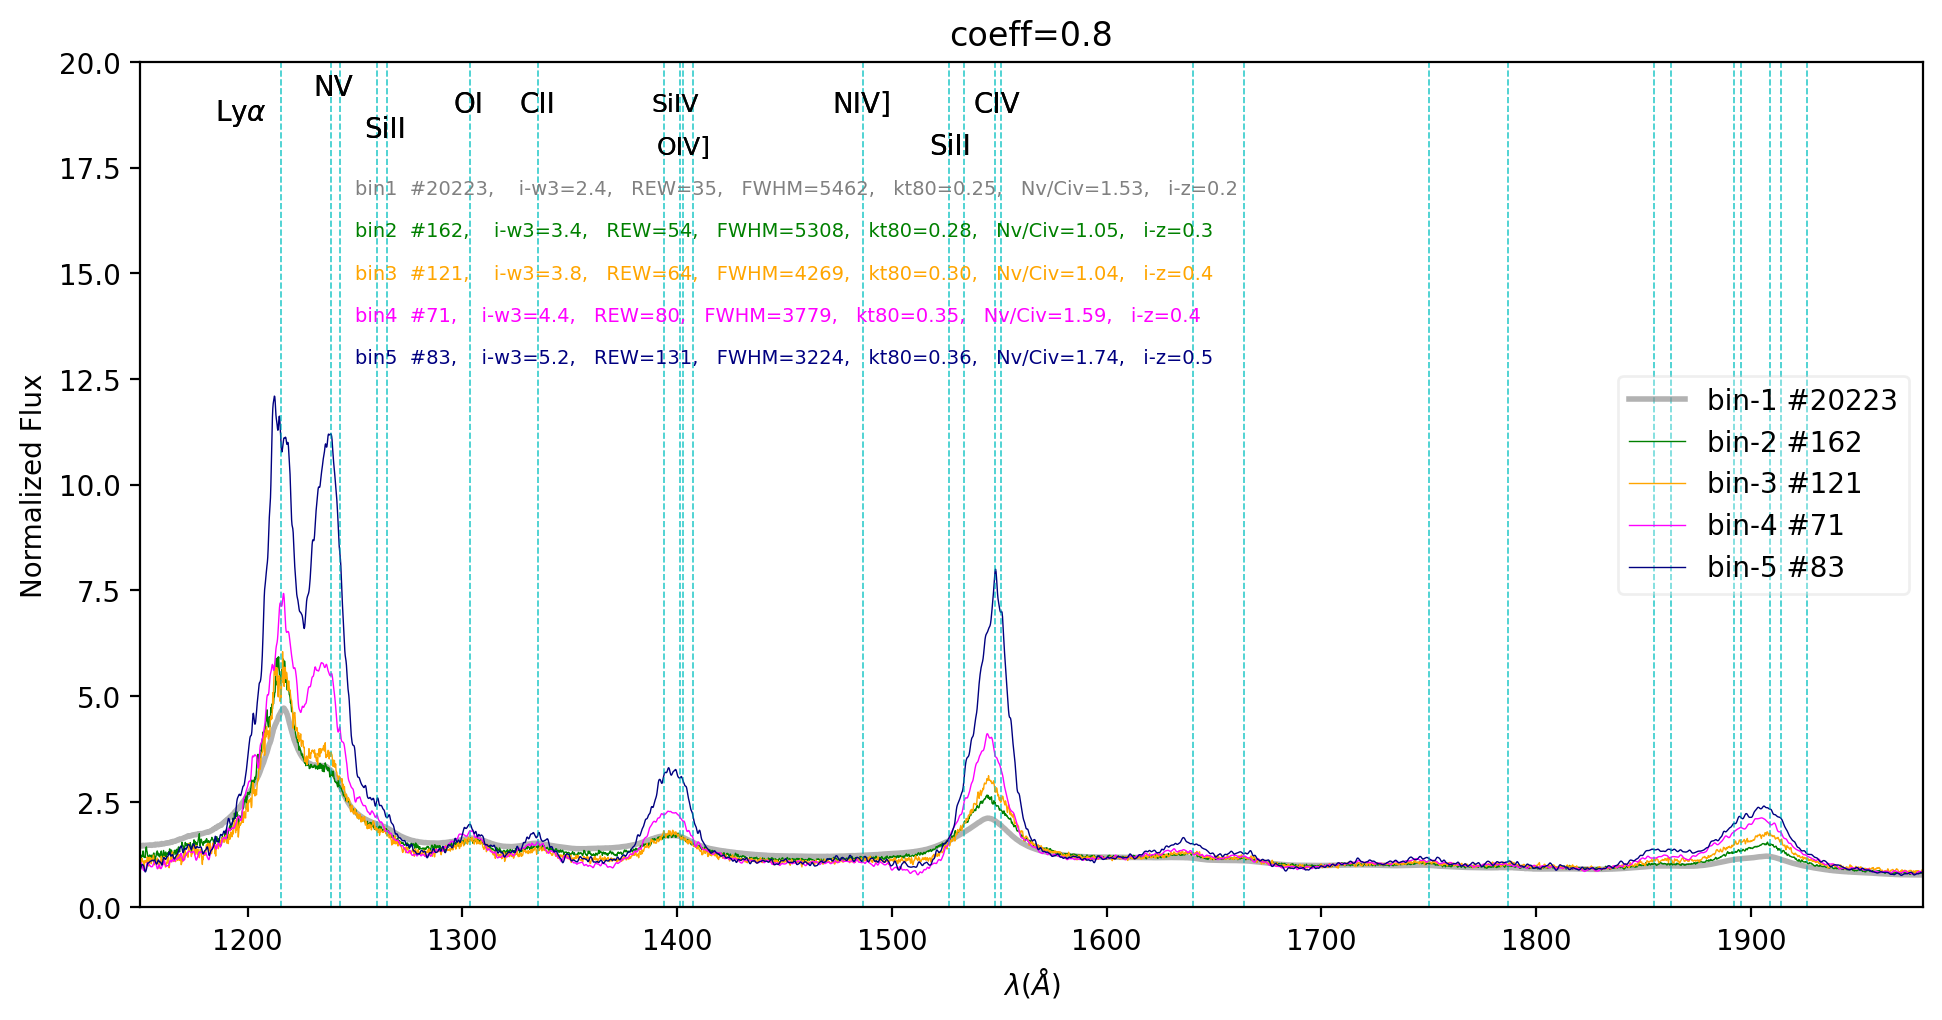 coeff=0.8
20.0
17.5
15.0
12.5
10.0
7.5
5.0
2.5
0.0
Normalized Flux
NV
Lyα
SiII
OI
CII
SiIV
OIV]
NIV]
CIV
SiII
bin1 #20223, i-w3=2.4, REW=35, FWHM=5462, kt80=0.25, Nv/Civ=1.53, i-z=0.2
bin2 #162, i-w3=3.4, REW=54, FWHM=5308, kt80=0.28, Nv/Civ=1.05, i-z=0.3
bin3 #121, i-w3=3.8, REW=64, FWHM=4269, kt80=0.30, Nv/Civ=1.04, i-z=0.4
bin4 #71, i-w3=4.4, REW=80, FWHM=3779, kt80=0.35, Nv/Civ=1.59, i-z=0.4
bin5 #83, i-w3=5.2, REW=131, FWHM=3224, kt80=0.36, Nv/Civ=1.74, i-z=0.5
bin-1 #20223
bin-2 #162
bin-3 #121
bin-4 #71
bin-5 #83
1200 1300 1400 1500 1600 1700 1800 1900
λ(Å)